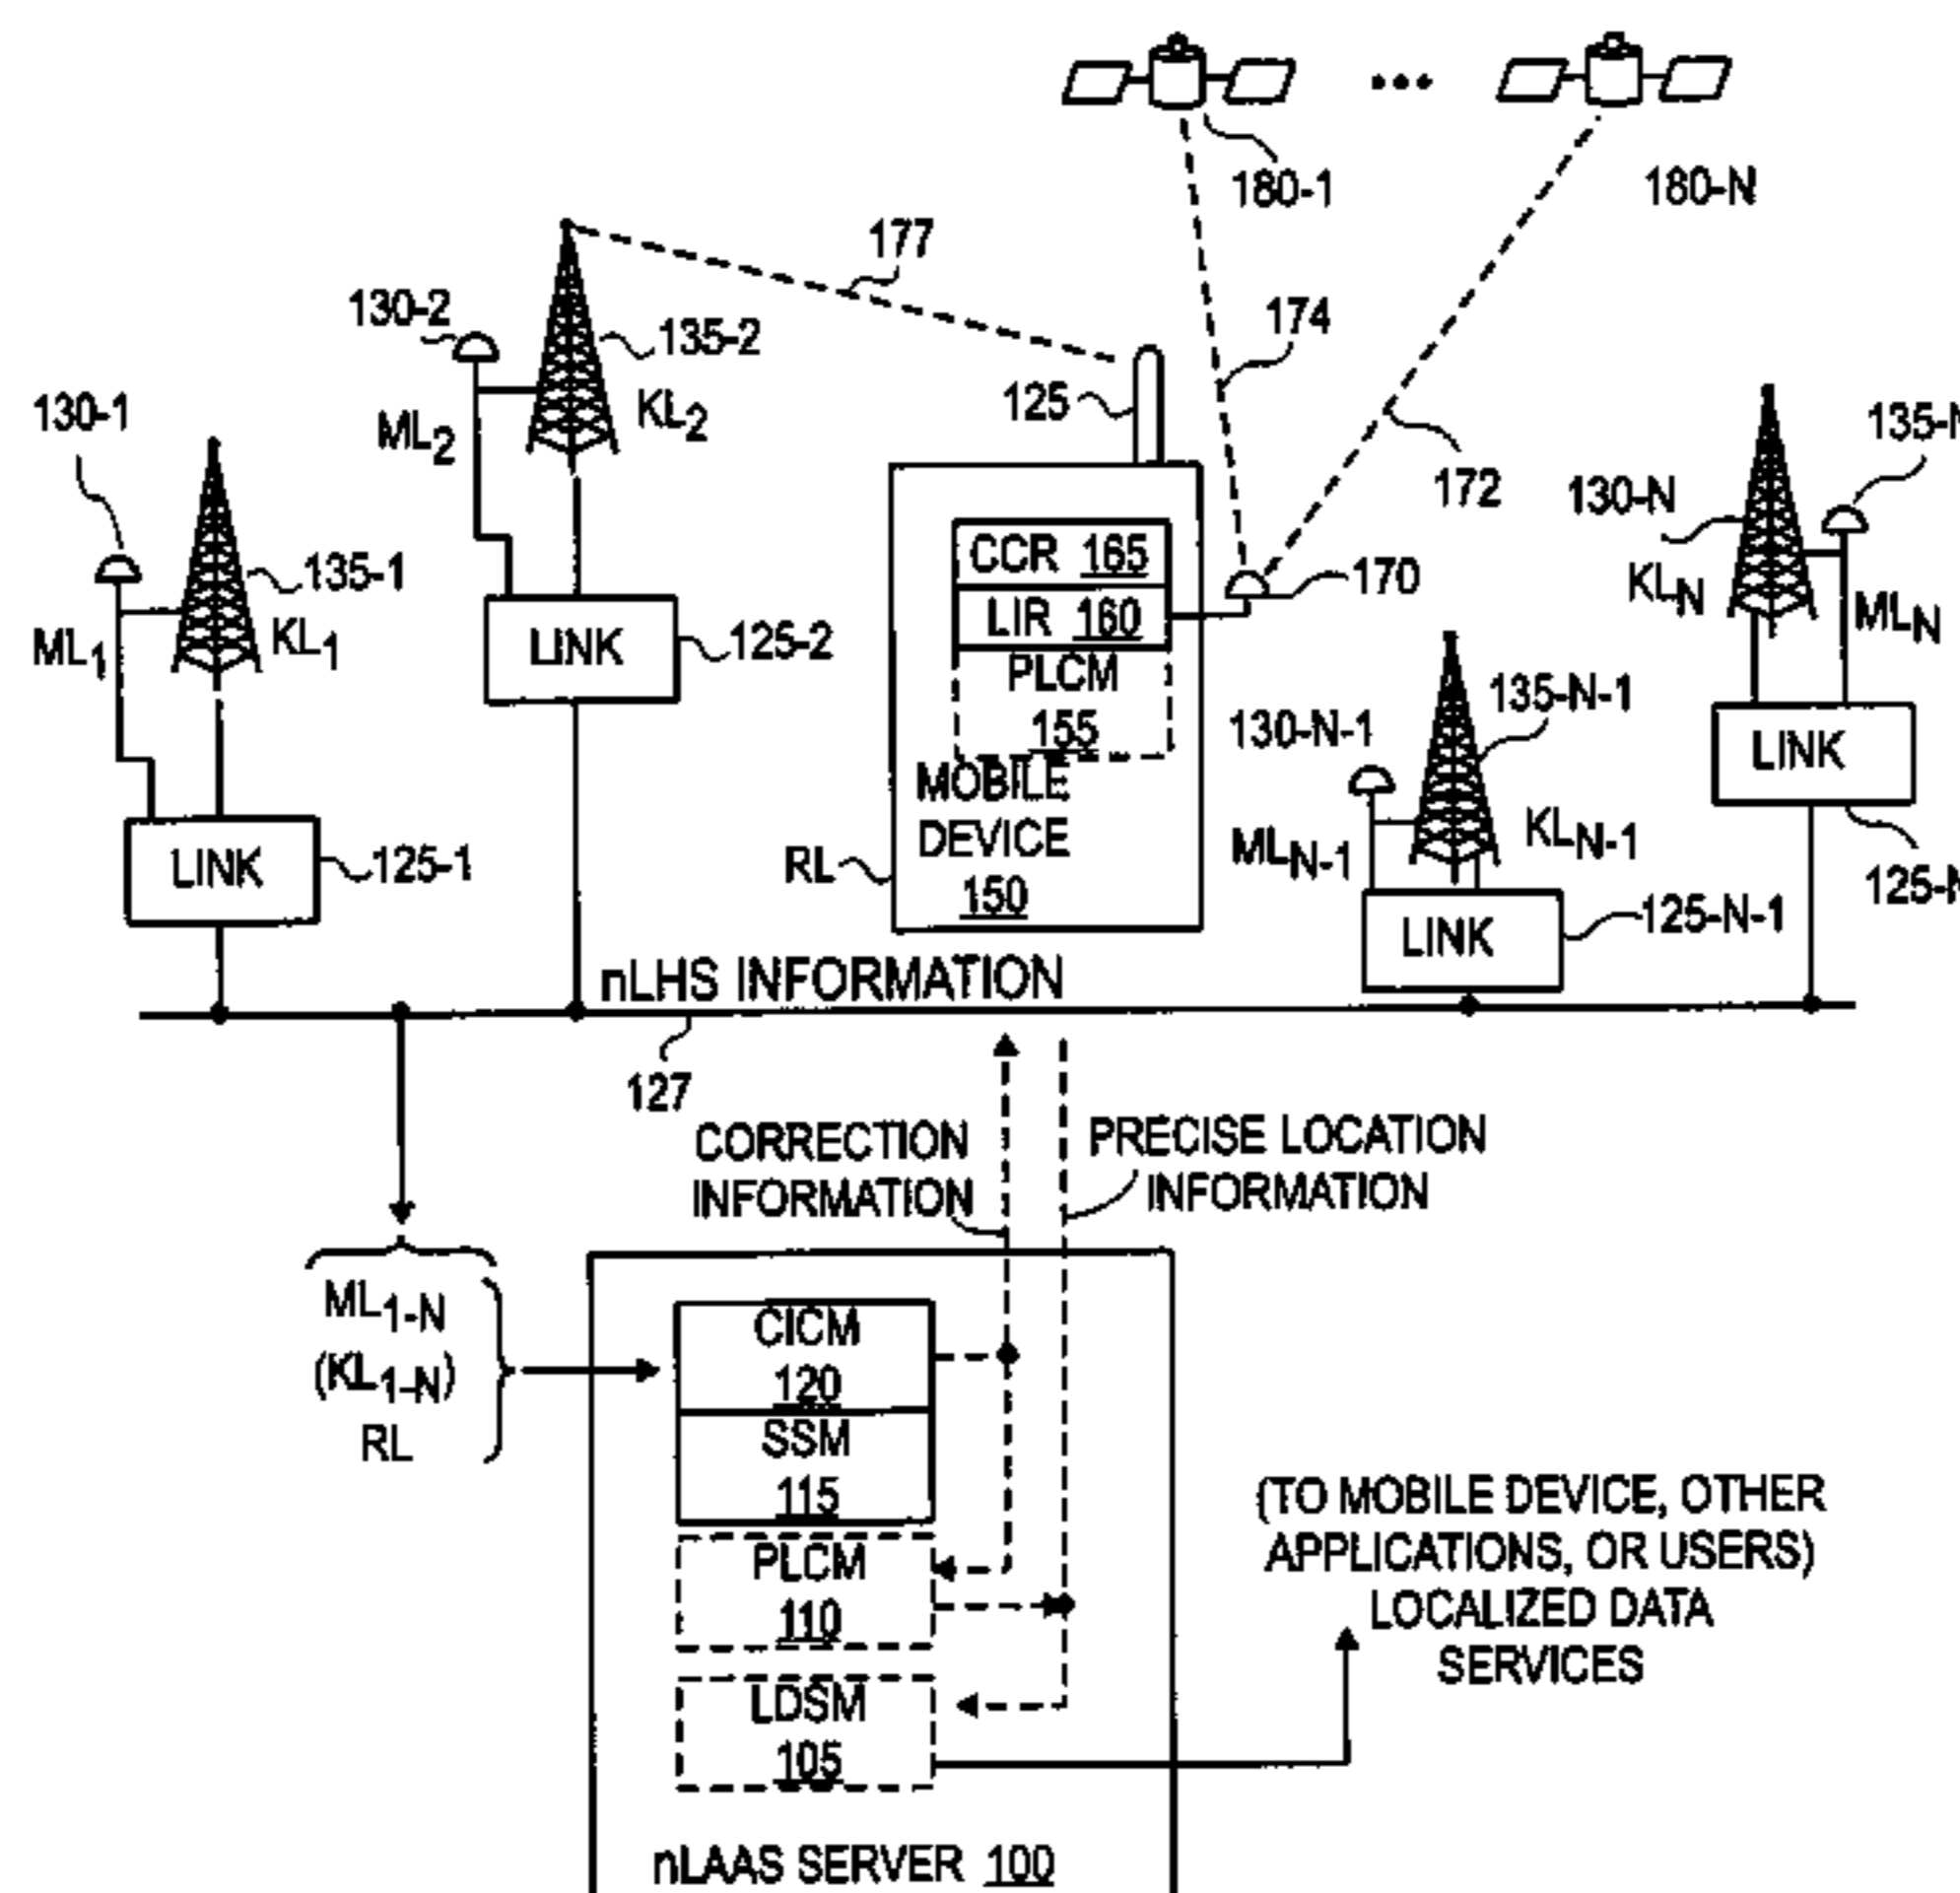 180-1
180-N
177
174
130-2
135-2
125
172
ML2
KL2
130-1
135-1
ML1
KL1
LINK
125-2
LINK
125-1
CCR 165
LIR 160
PLCM
155
MOBILE
DEVICE
150
RL
170
130-N
135-N
KLN
MLN
LINK
125-N
130-N-1
135-N-1
MLN-1
KLN-1
LINK
125-N-1
nLHS INFORMATION
127
CORRECTION
INFORMATION
PRECISE LOCATION
INFORMATION
ML1-N
(KL1-N)
RL
CICM
120
SSM
115
PLCM
110
LDSM
105
nLAAS SERVER 100
(TO MOBILE DEVICE, OTHER
APPLICATIONS, OR USERS)
LOCALIZED DATA
SERVICES